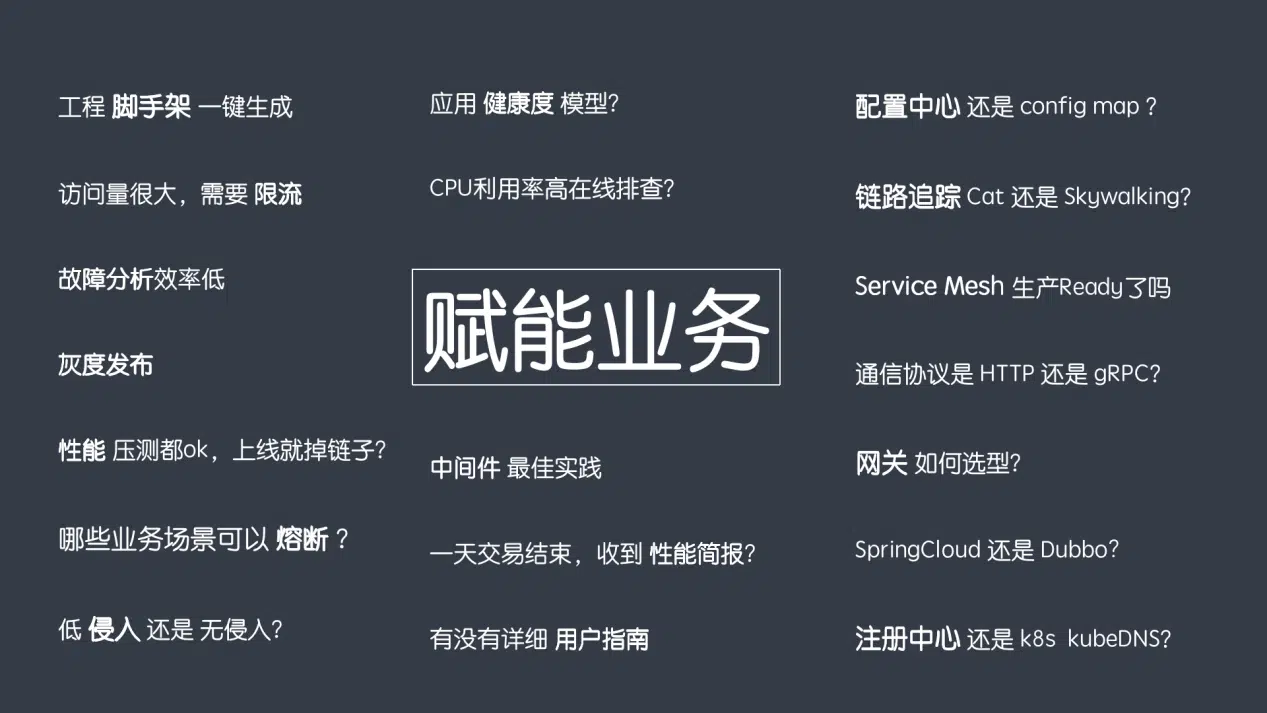 工程 脚手架 一键生成
访问量很大，需要 限流
故障分析效率低
灰度发布
性能 压测都ok，上线就掉链子？
哪些业务场景可以 熔断 ？
低 侵入 还是 无侵入？
应用 健康度 模型？
CPU利用率高在线排查？
赋能业务
中间件 最佳实践
一天交易结束，收到 性能简报？
有没有详细 用户指南
配置中心 还是 config map ？
链路追踪 Cat 还是 Skywalking？
Service Mesh 生产Ready了吗
通信协议是 HTTP 还是 gRPC？
网关 如何选型？
SpringCloud 还是 Dubbo？
注册中心 还是 k8s kubeDNS？